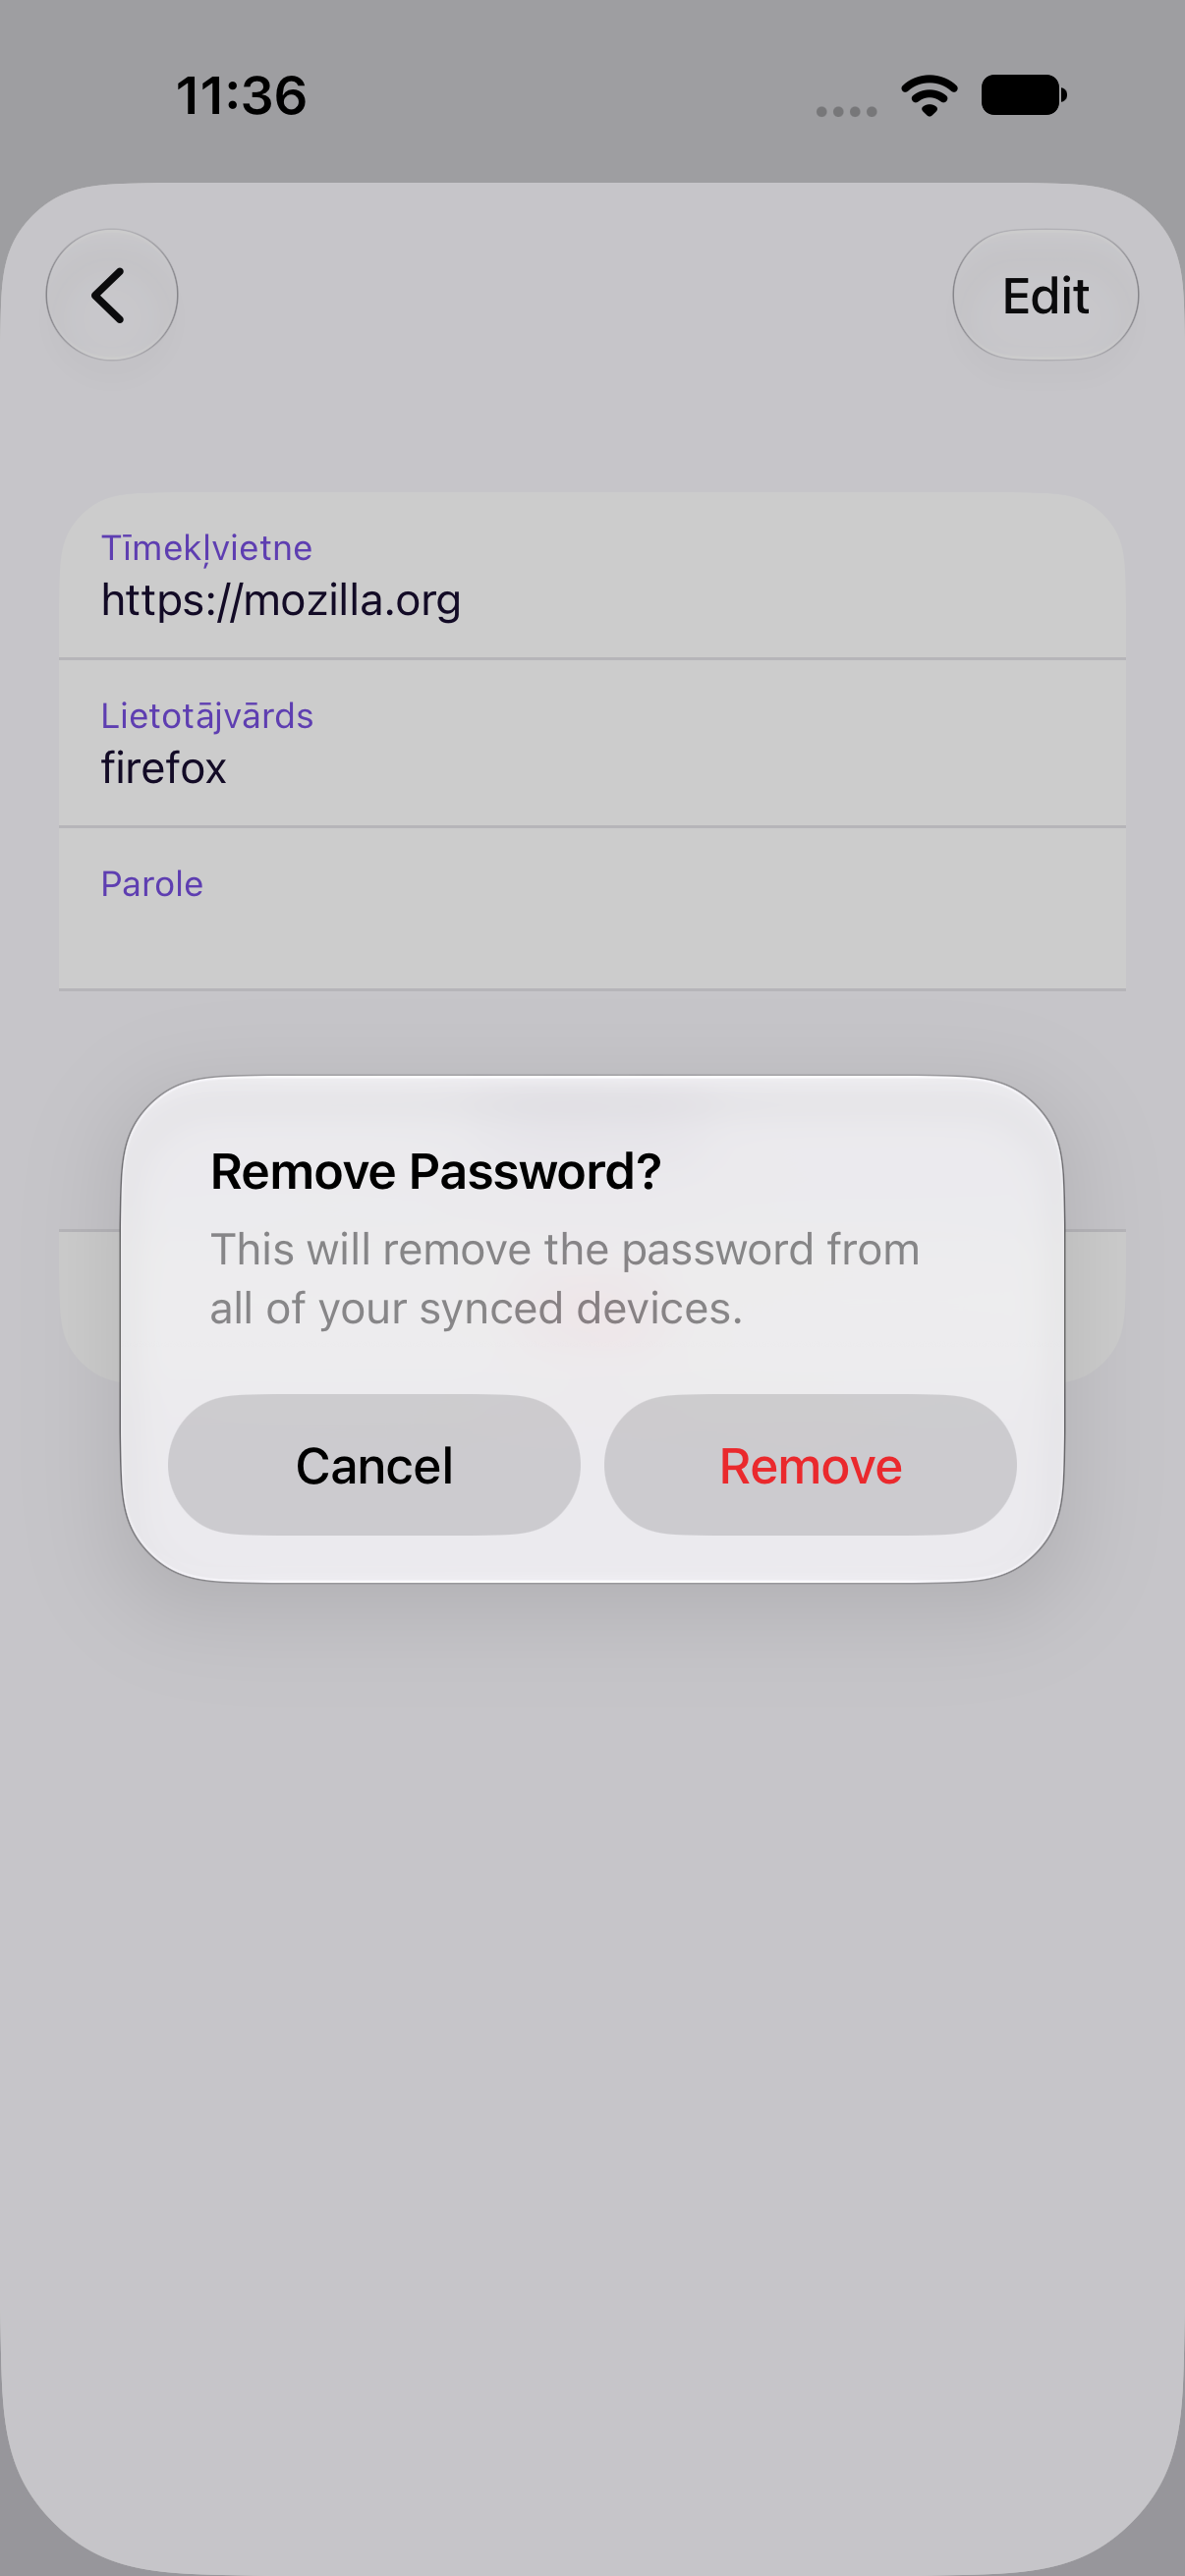 11:36
Edit
Tīmekļvietne
https://mozilla.org
Lietotājvārds
firefox
Parole
Remove Password?
This will remove the password from
all of your synced devices.
Cancel
Remove